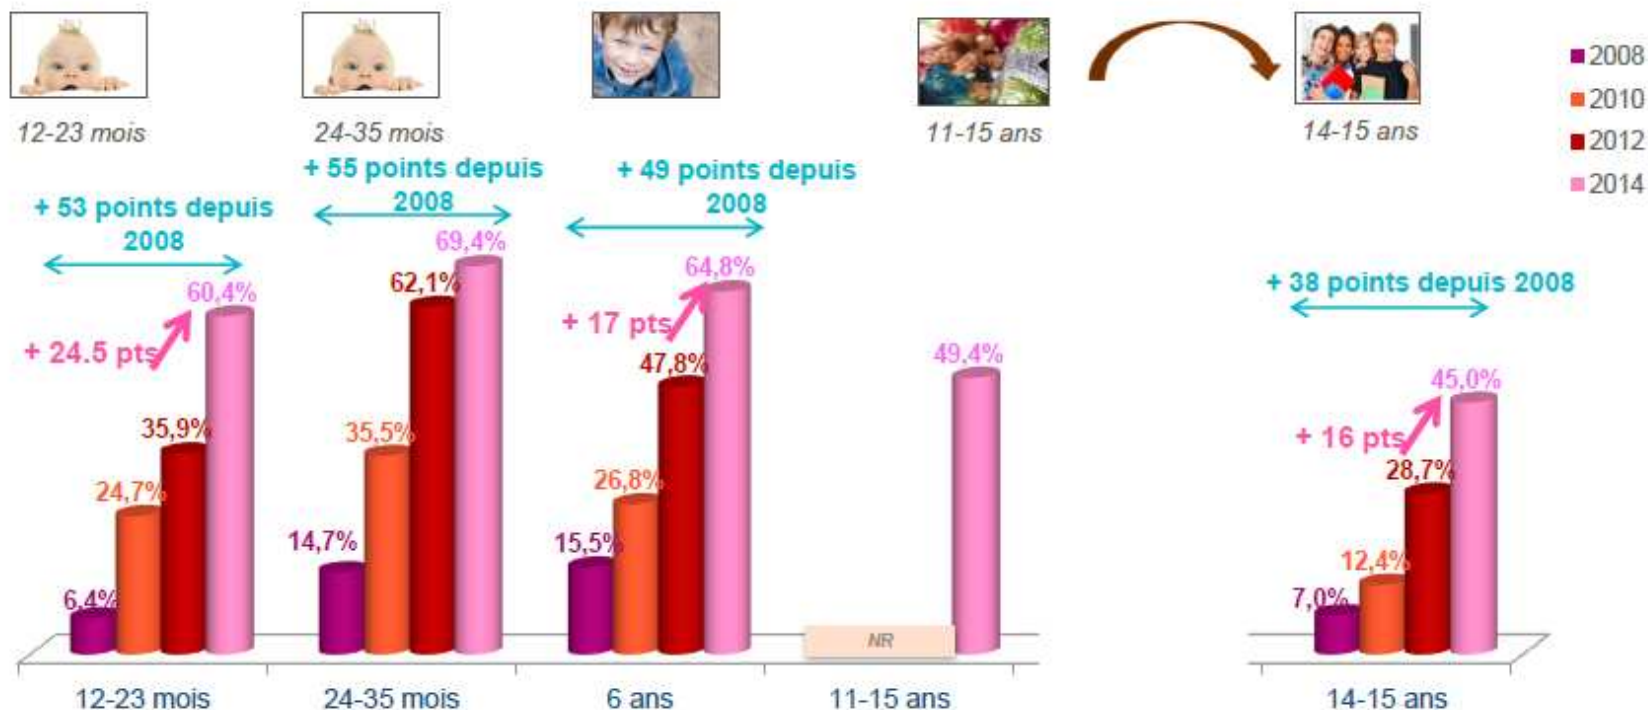 2008
2010
2012
2014
12-23 mois
24-35 mois
11-15 ans
14-15 ans
+ 53 points depuis
2008
+ 55 points depuis
2008
+ 49 points depuis
2008
+ 38 points depuis 2008
+ 24.5 pts
+ 17 pts
+ 16 pts
6,4%
24,7%
35,9%
60,4%
14,7%
35,5%
62,1%
69,4%
15,5%
26,8%
47,8%
64,8%
NR
49,4%
7,0%
12,4%
28,7%
45,0%
12-23 mois
24-35 mois
6 ans
11-15 ans
14-15 ans